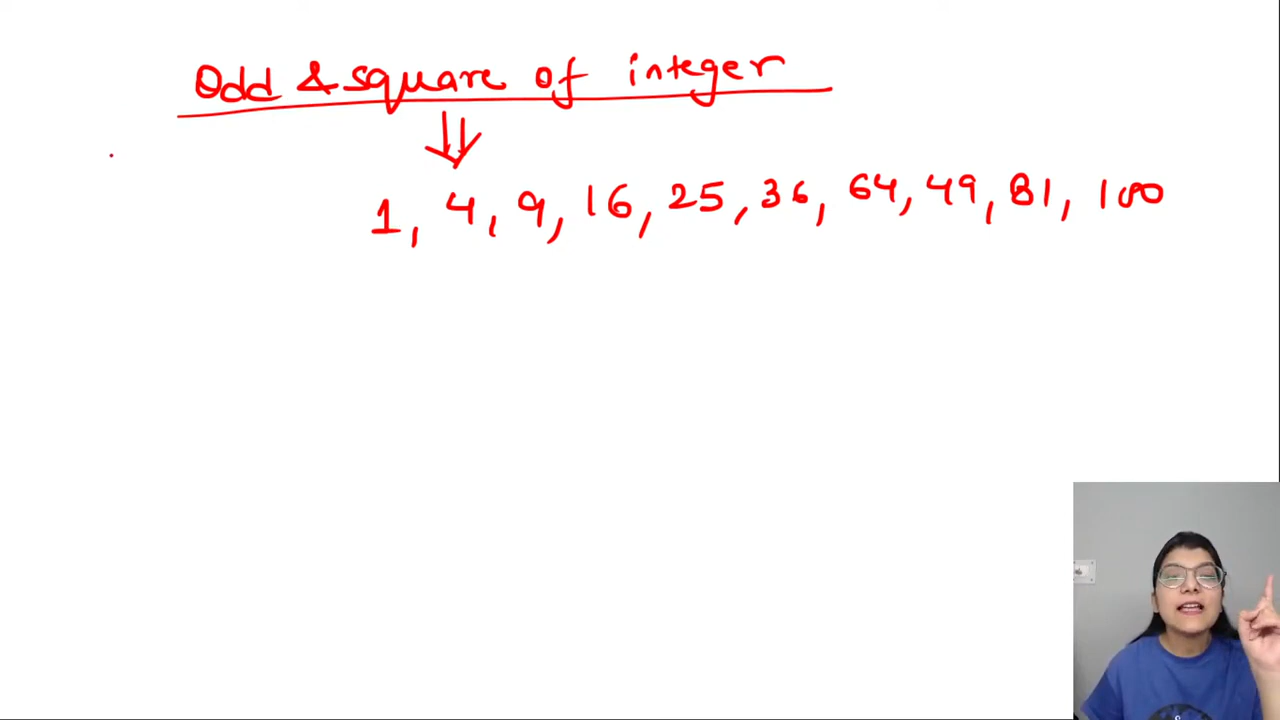 Odd & square of integer
1, 4, 9, 16, 25, 36, 64, 49, 81, 100